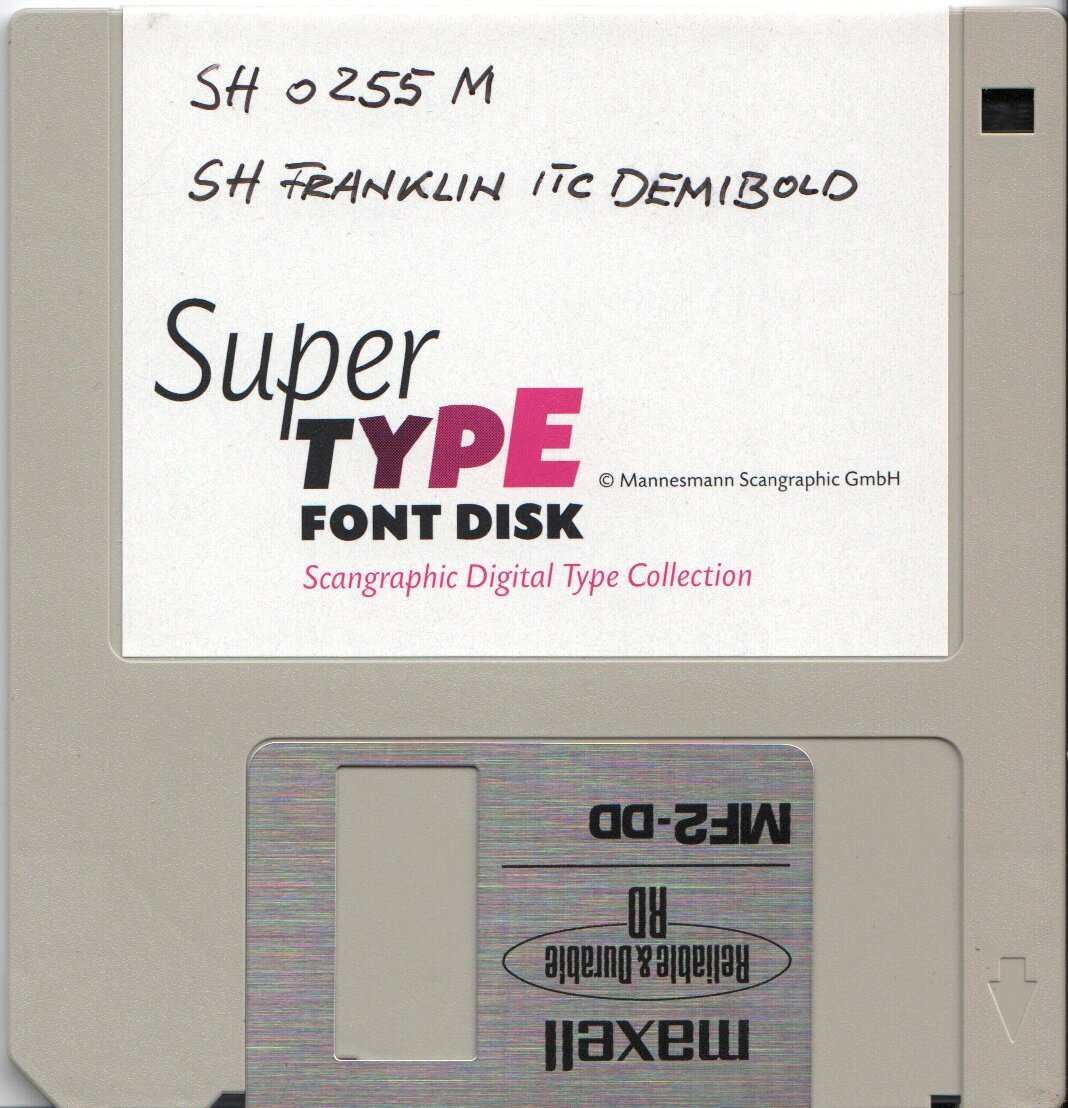 SH 0255 M
SH FRANKLIN ITC DEMIBOLD
Super
TYPE
© Mannesmann Scangraphic GmbH
FONT DISK
Scangraphic Digital Type Collection
MF2-DD
RD
Reliable & Durable
maxell